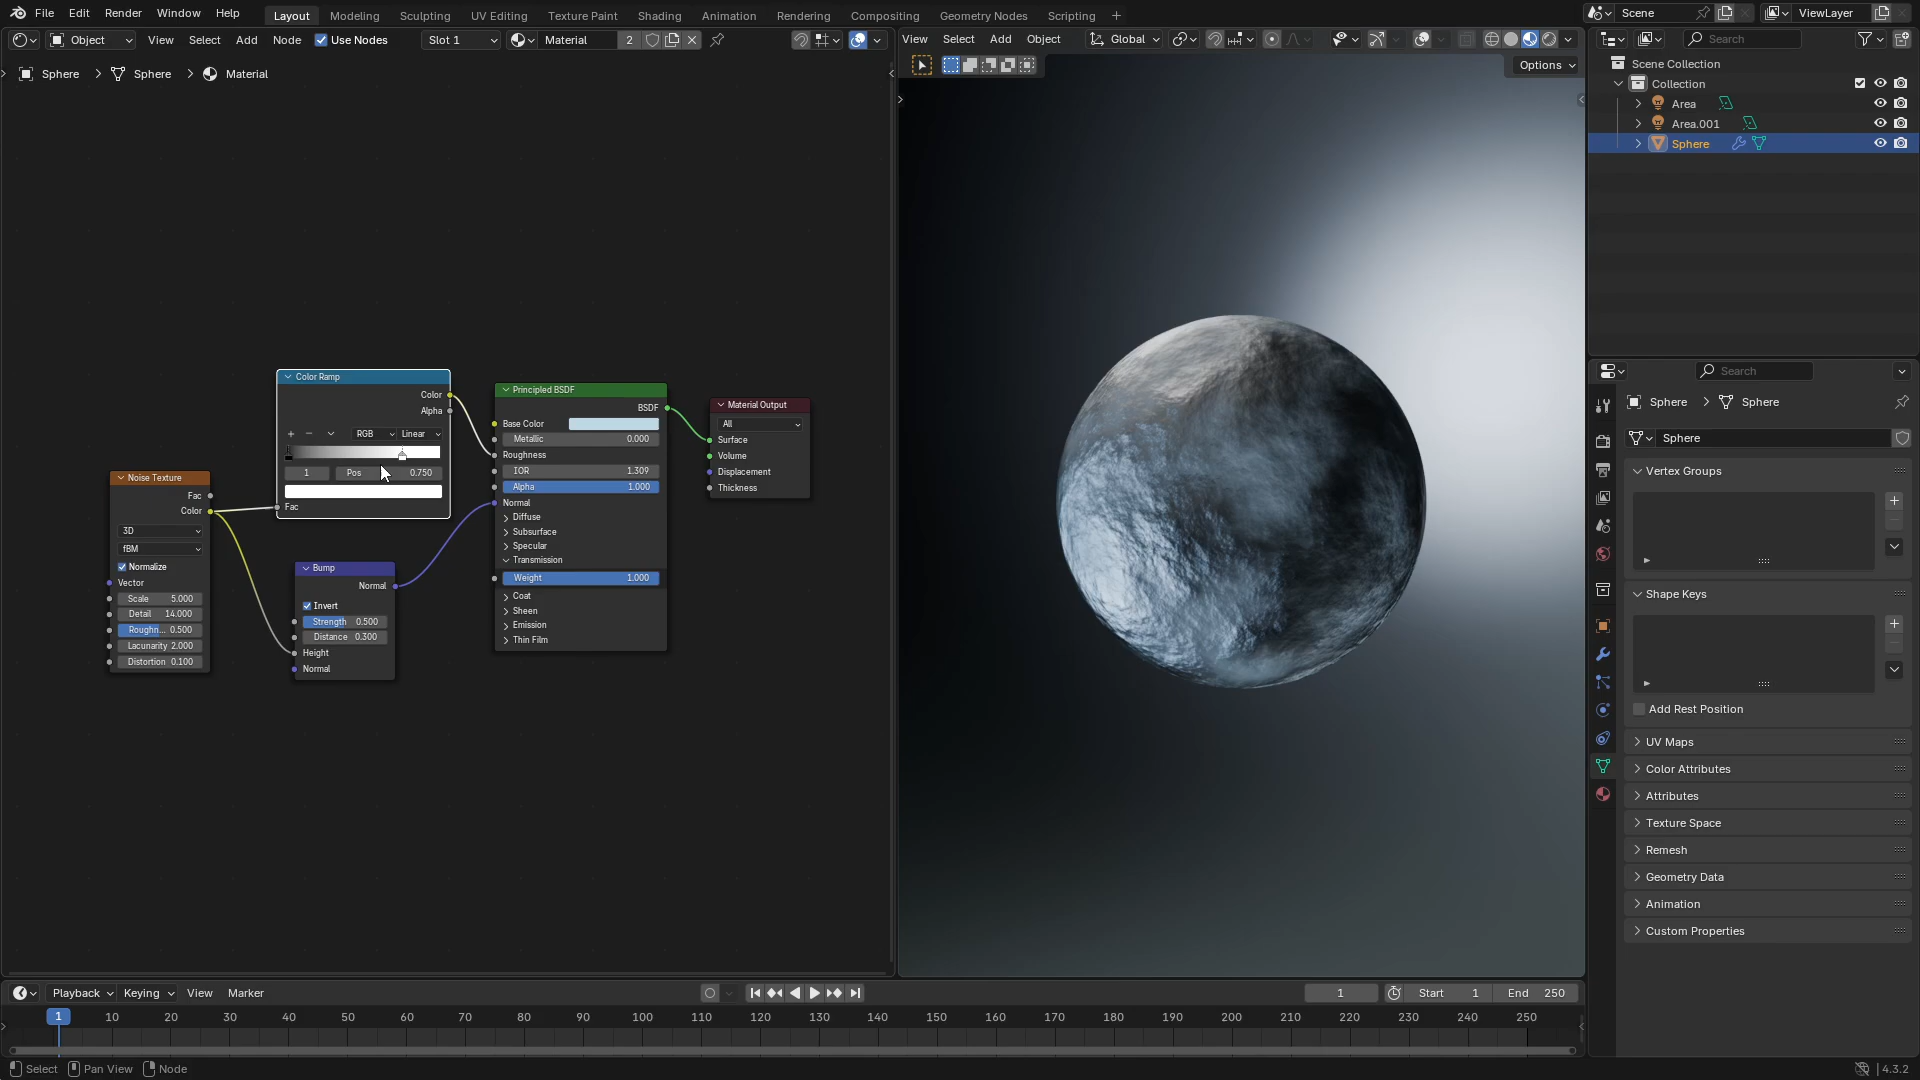 File Edit Render Window Help
Layout Modeling Sculpting UV Editing Texture Paint Shading Animation Rendering Compositing Geometry Nodes Scripting +
Scene
ViewLayer
Object View Select Add Node Use Nodes Slot 1 Material 2
View Select Add Object Global
Search
Sphere > Sphere > Material
Options
Scene Collection
Collection
Area
Area.001
Sphere
Color Ramp
Color
Alpha
RGB Linear
1 Pos 0.750
Fac
Noise Texture
Fac
Color
3D
fBM
Normalize
Vector
Scale 5.000
Detail 14.000
Roughn... 0.500
Lacunarity 2.000
Distortion 0.100
Bump
Normal
Invert
Strength 0.500
Distance 0.300
Height
Normal
Principled BSDF
BSDF
Base Color
Metallic 0.000
Roughness
IOR 1.309
Alpha 1.000
Normal
Diffuse
Subsurface
Specular
Transmission
Weight 1.000
Coat
Sheen
Emission
Thin Film
Material Output
All
Surface
Volume
Displacement
Thickness
Search
Sphere > Sphere
Sphere
Vertex Groups
Shape Keys
Add Rest Position
UV Maps
Color Attributes
Attributes
Texture Space
Remesh
Geometry Data
Animation
Custom Properties
Playback Keying View Marker
1 Start 1 End 250
1 10 20 30 40 50 60 70 80 90 100 110 120 130 140 150 160 170 180 190 200 210 220 230 240 250
Select Pan View Node
4.3.2